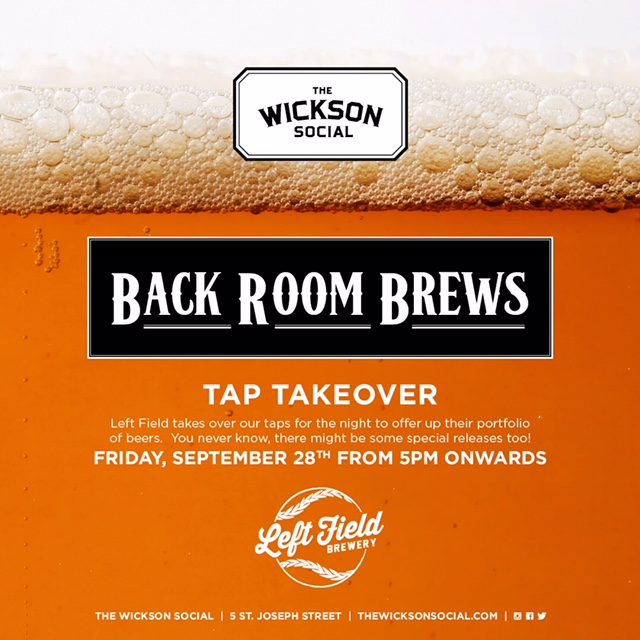 THE
WICKSON
SOCIAL
BACK ROOM BREWS
TAP TAKEOVER
Left Field takes over our taps for the night to offer up their portfolio
of beers. You never know, there might be some special releases too!
FRIDAY, SEPTEMBER 28TH FROM 5PM ONWARDS
Left Field
BREWERY
THE WICKSON SOCIAL | 5 ST. JOSEPH STREET | THEWICKSONSOCIAL.COM |